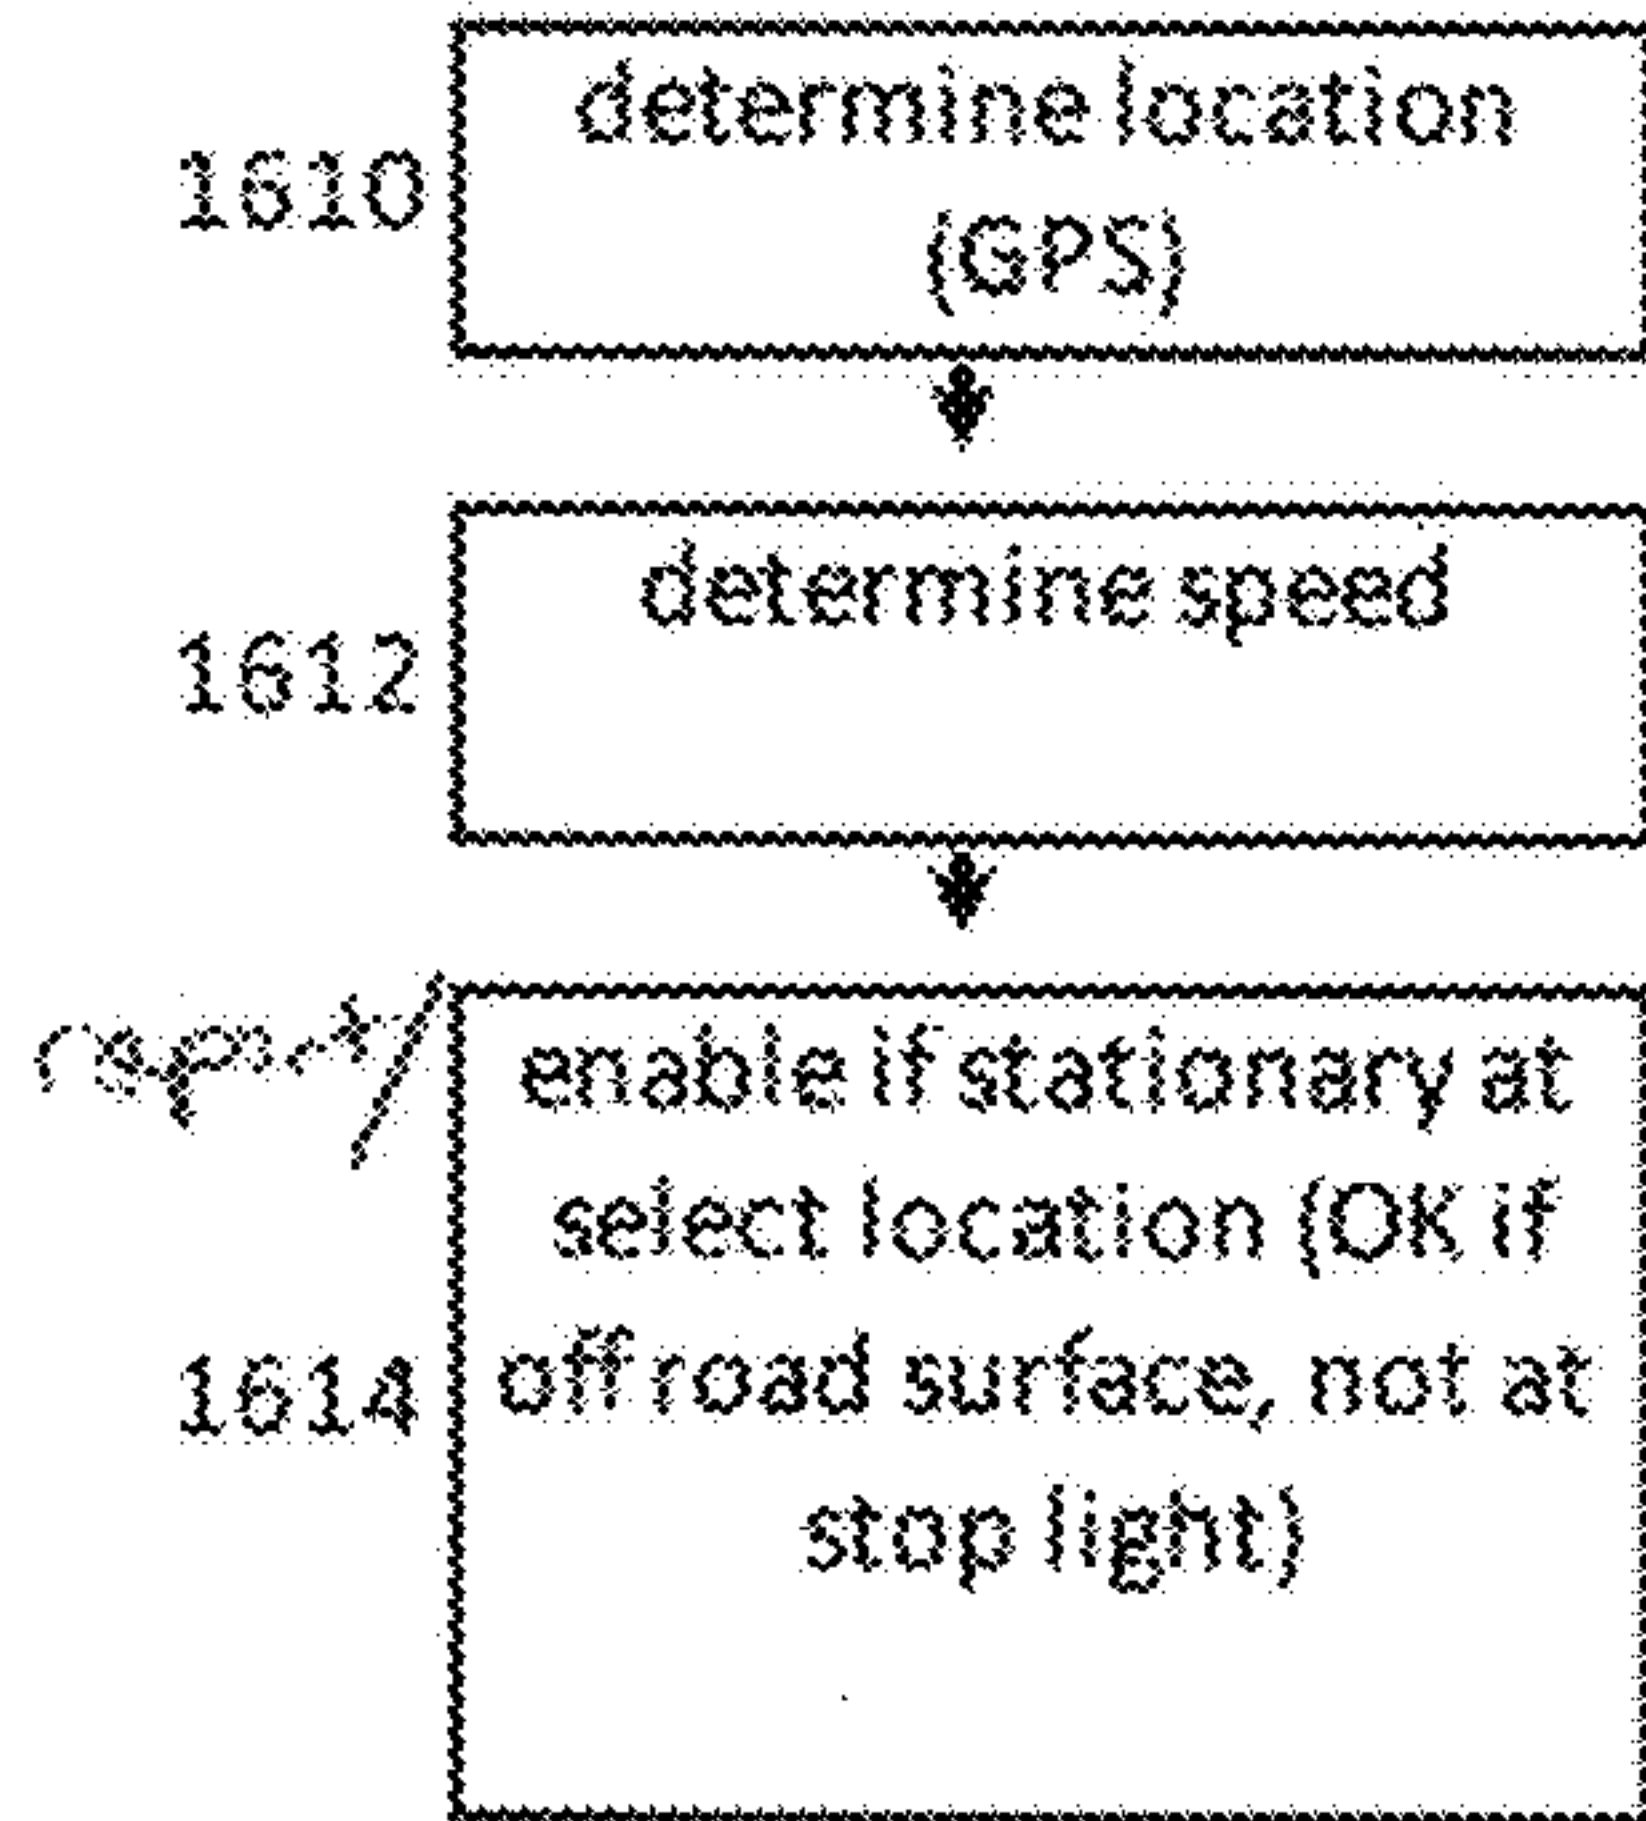 determine location
(GPS)
1610
determine speed
1612
report/
enable if stationary at
select location (OK if
off road surface, not at
stop light)
1614